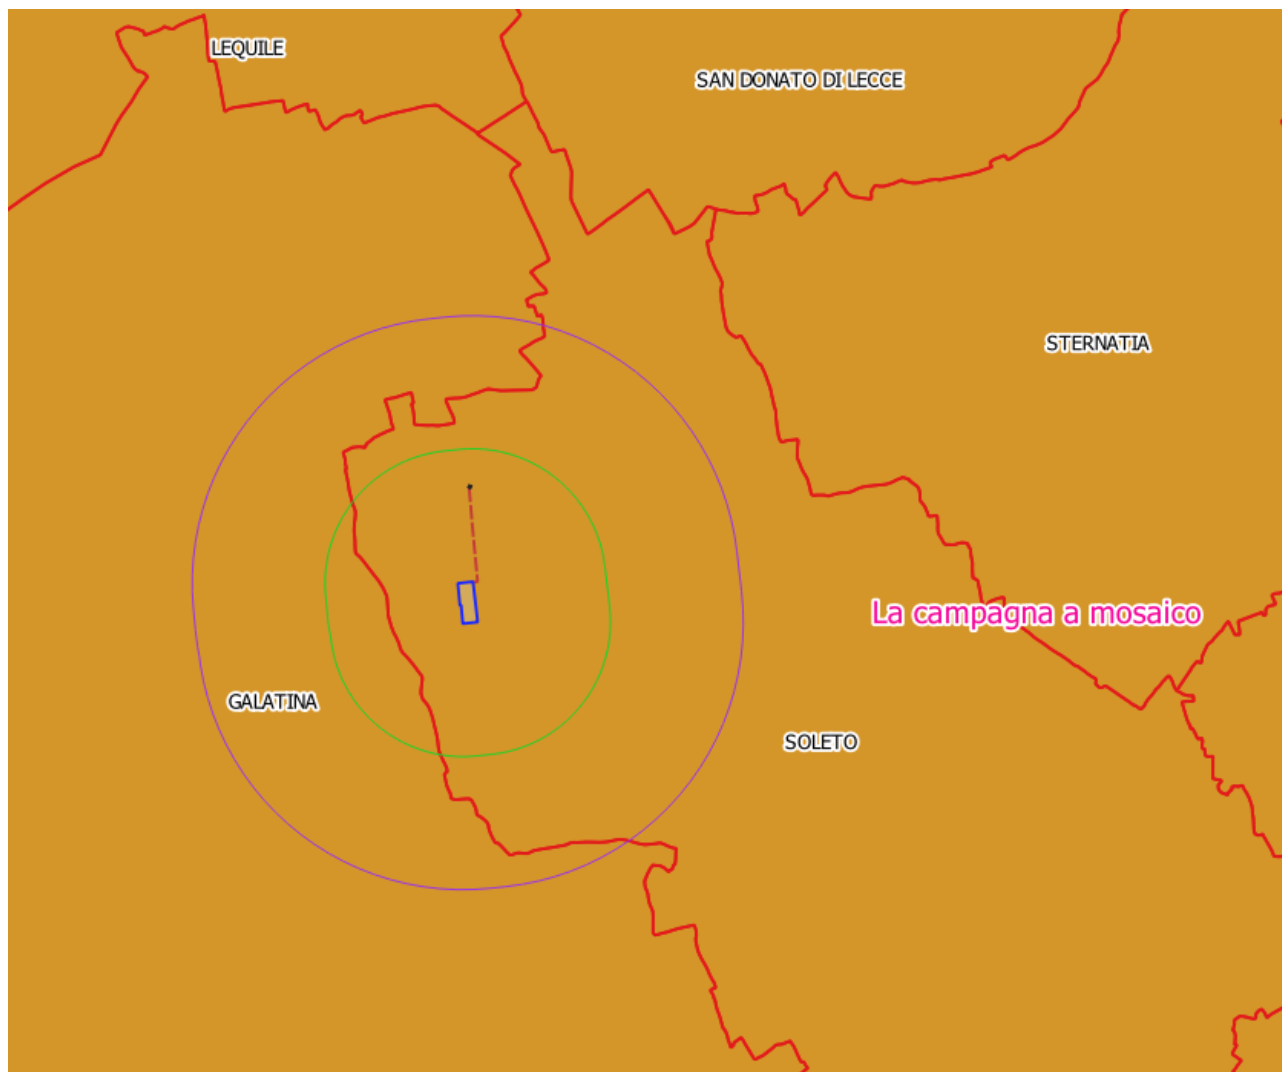 LEQUILE
SAN DONATO DI LECCE
STERNATIA
La campagna a mosaico
GALATINA
SOLETO